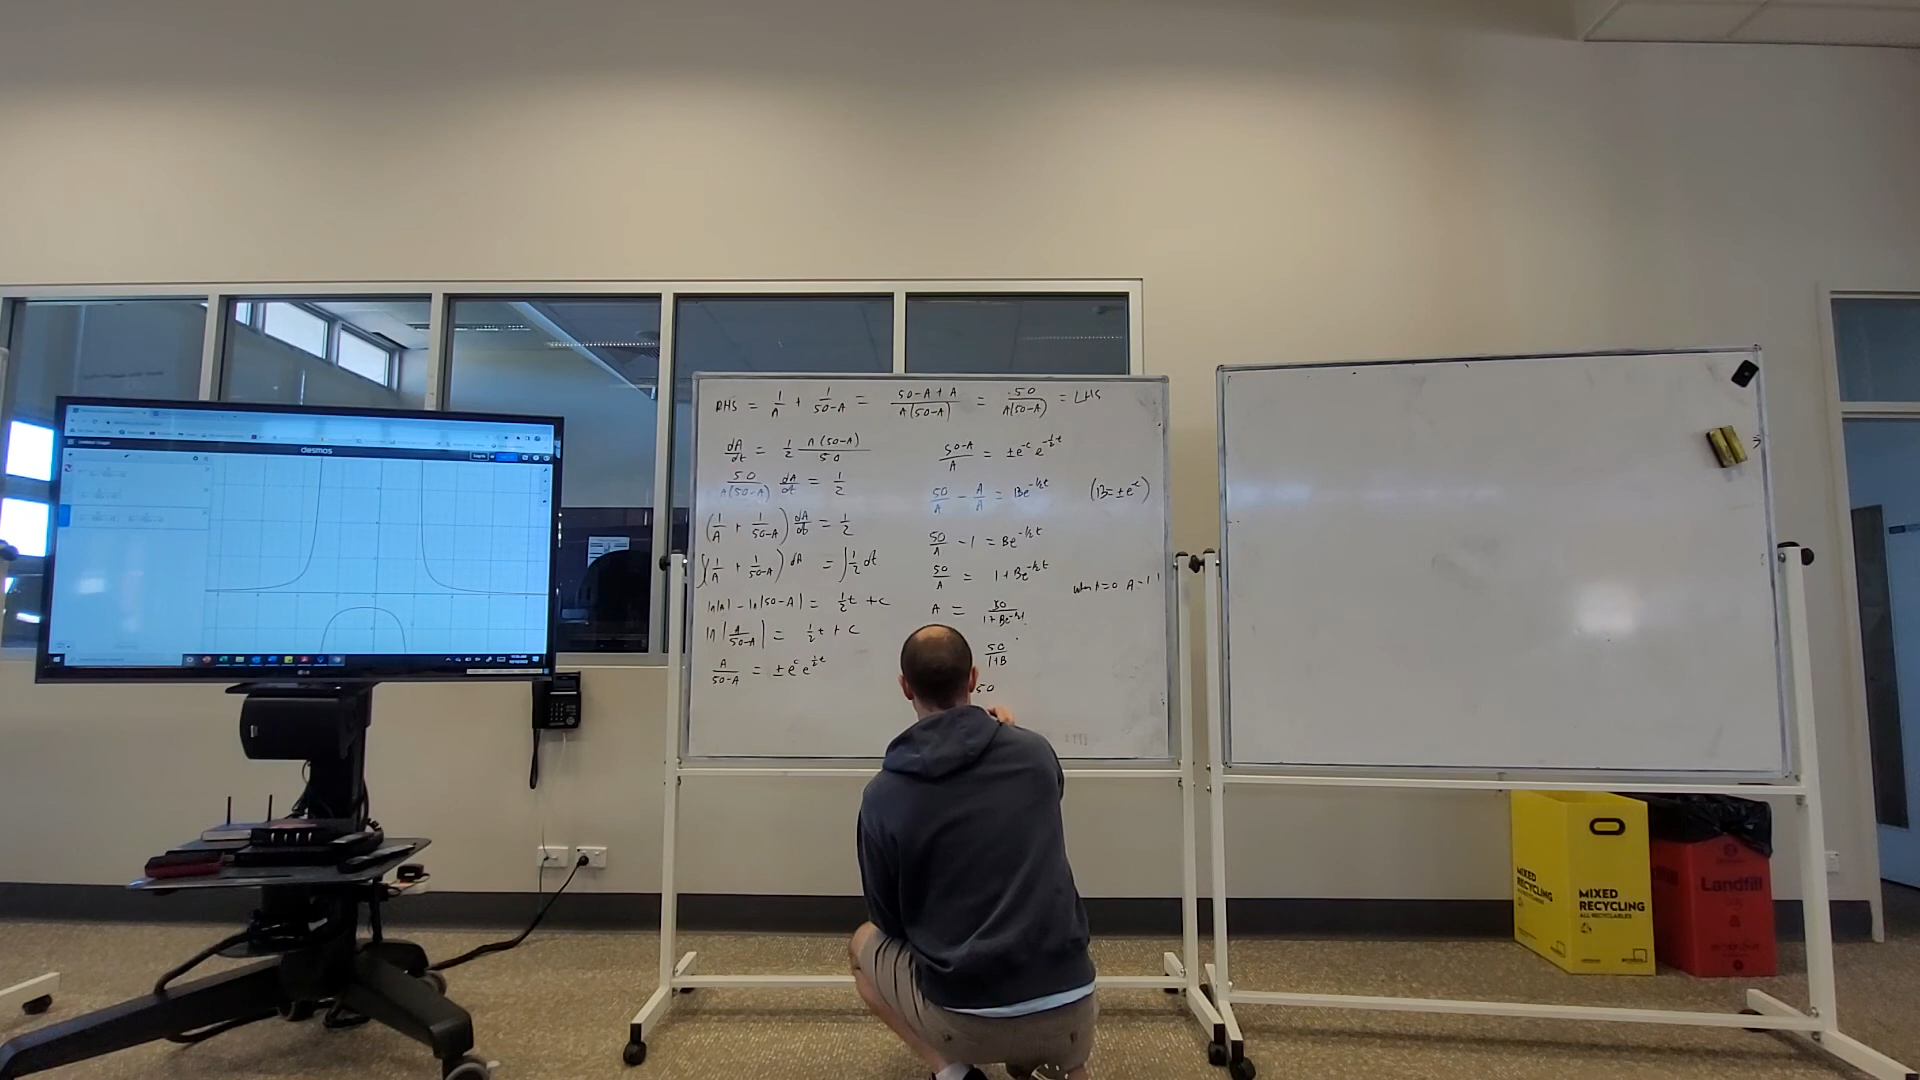 desmos
RHS = 1/A + 1/(50-A) = (50-A+A)/(A(50-A)) = 50/(A(50-A)) = LHS
dA/dt = 1/2 A(50-A)/50
50/(A(50-A)) dA/dt = 1/2
(1/A + 1/(50-A)) dA/dt = 1/2
∫(1/A + 1/(50-A)) dA = ∫1/2 dt
ln|A| - ln|50-A| = 1/2 t + c
ln|A/(50-A)| = 1/2 t + c
A/(50-A) = ±e^c e^(1/2 t)
(50-A)/A = ±e^-c e^(-1/2 t)
50/A - A/A = Be^(-1/2 t) (B=±e^-c)
50/A - 1 = Be^(-1/2 t)
50/A = 1+Be^(-1/2 t)
when t=0 A=1
A = 50/(1+Be^(-1/2 t))
50/(1+B)
50
MIXED RECYCLING
MIXED RECYCLING
ALL RECYCLABLES
Landfill